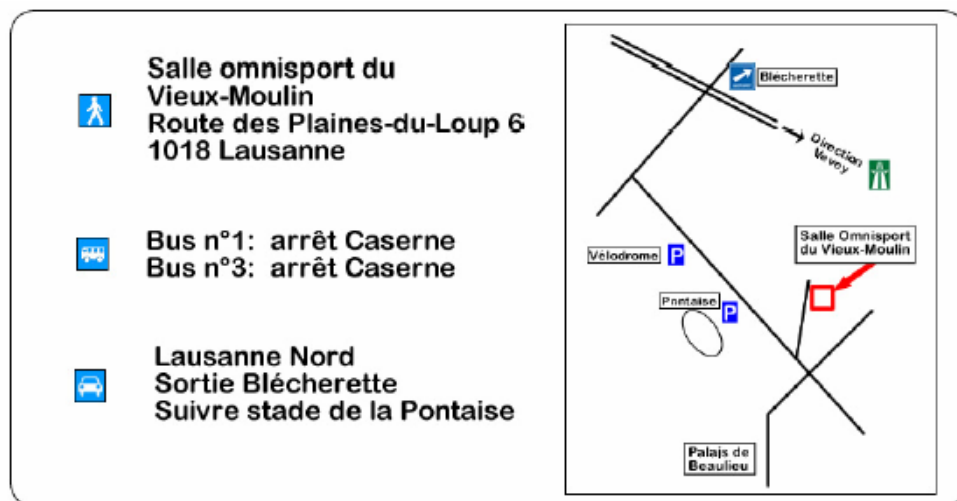 Salle omnisport du
Vieux-Moulin
Route des Plaines-du-Loup 6
1018 Lausanne
Bus n°1: arrêt Caserne
Bus n°3: arrêt Caserne
Lausanne Nord
Sortie Blécherette
Suivre stade de la Pontaise
Blécherette
Direction
Vevey
Salle Omnisport
du Vieux-Moulin
Vélodrome
P
Pontaise
P
Palais de
Beaulieu